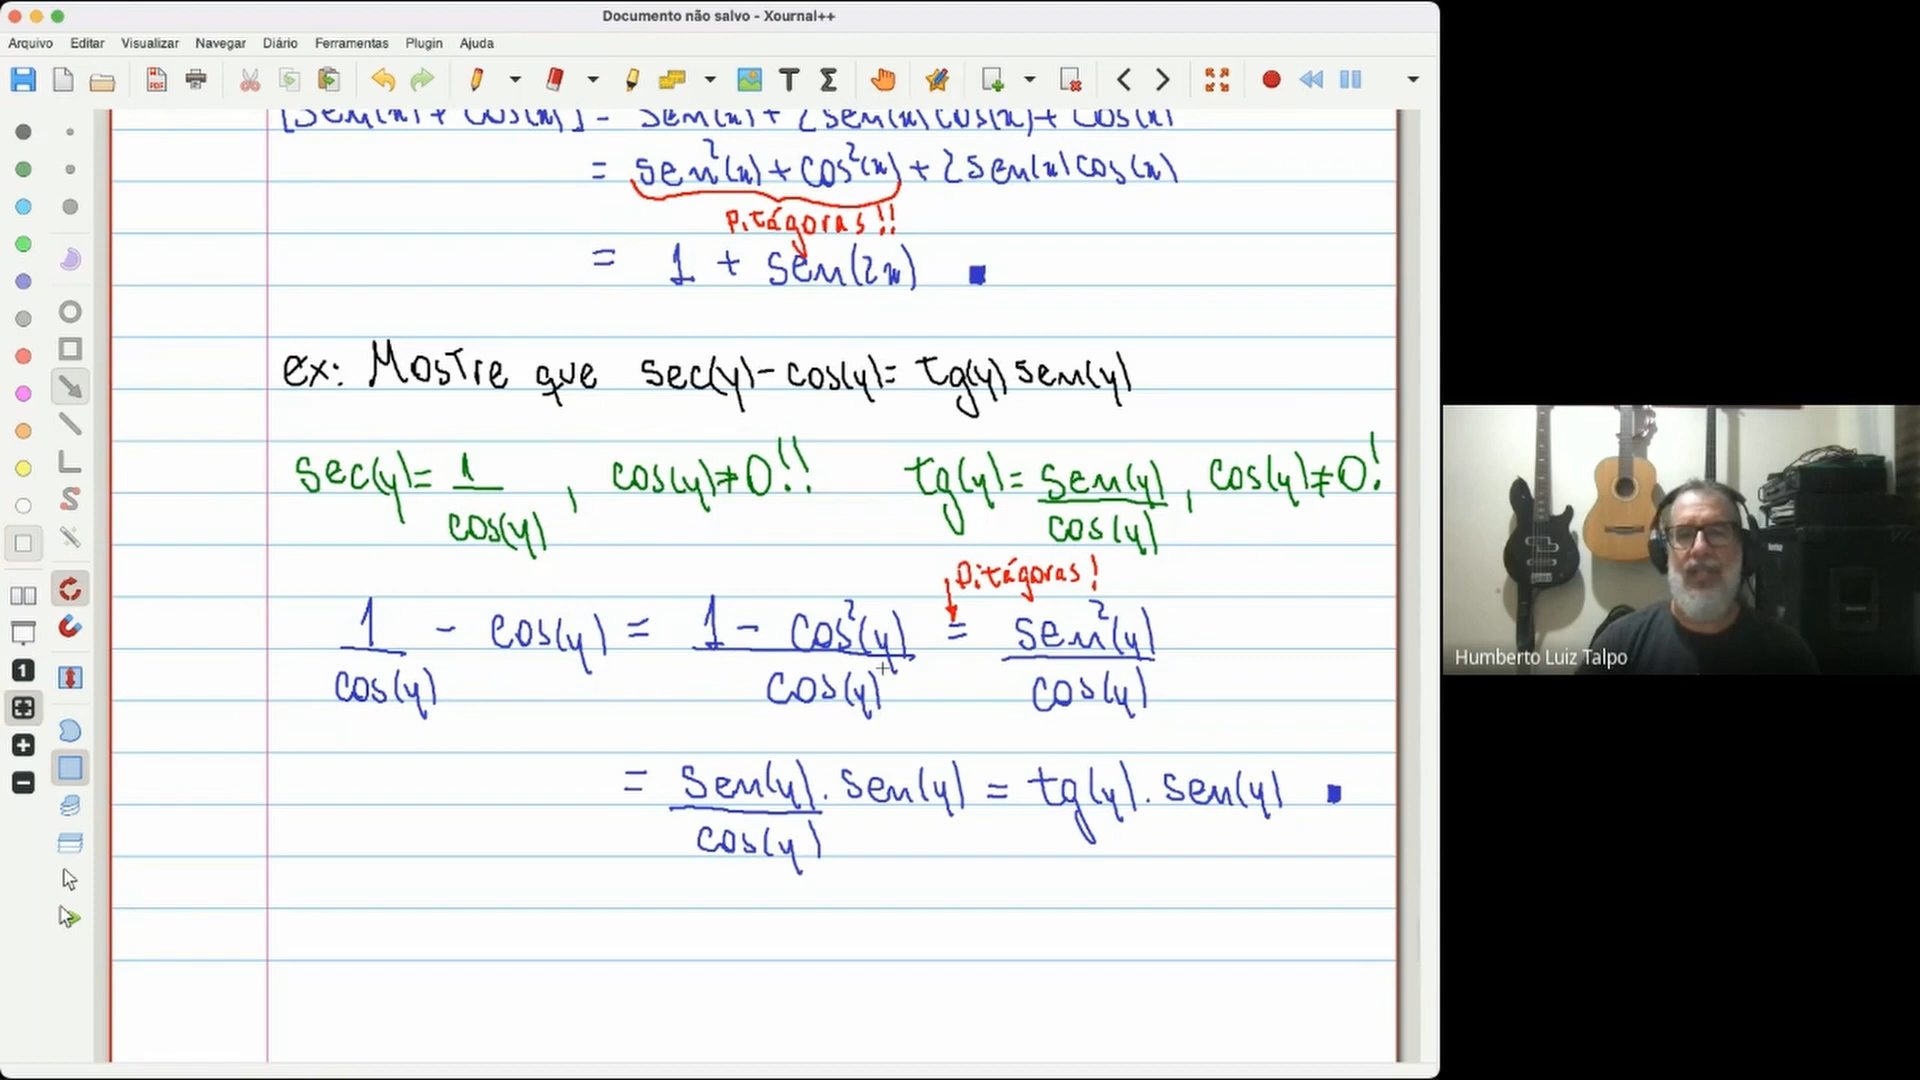 Documento não salvo - Xournal++
Arquivo Editar Visualizar Navegar Diário Ferramentas Plugin Ajuda
= sen²(x) + cos²(x) + 2sen(x)cos(x)
Pitágoras!!
= 1 + sen(2x) ■
ex: Mostre que sec(y) - cos(y) = tg(y) sen(y)
sec(y) = 1/cos(y) , cos(y) ≠ 0!! tg(y) = sen(y)/cos(y) , cos(y) ≠ 0!
Pitágoras!
1/cos(y) - cos(y) = 1 - cos²(y)/cos(y) = sen²(y)/cos(y)
= sen(y)/cos(y) . sen(y) = tg(y) . sen(y) ■
Humberto Luiz Talpo